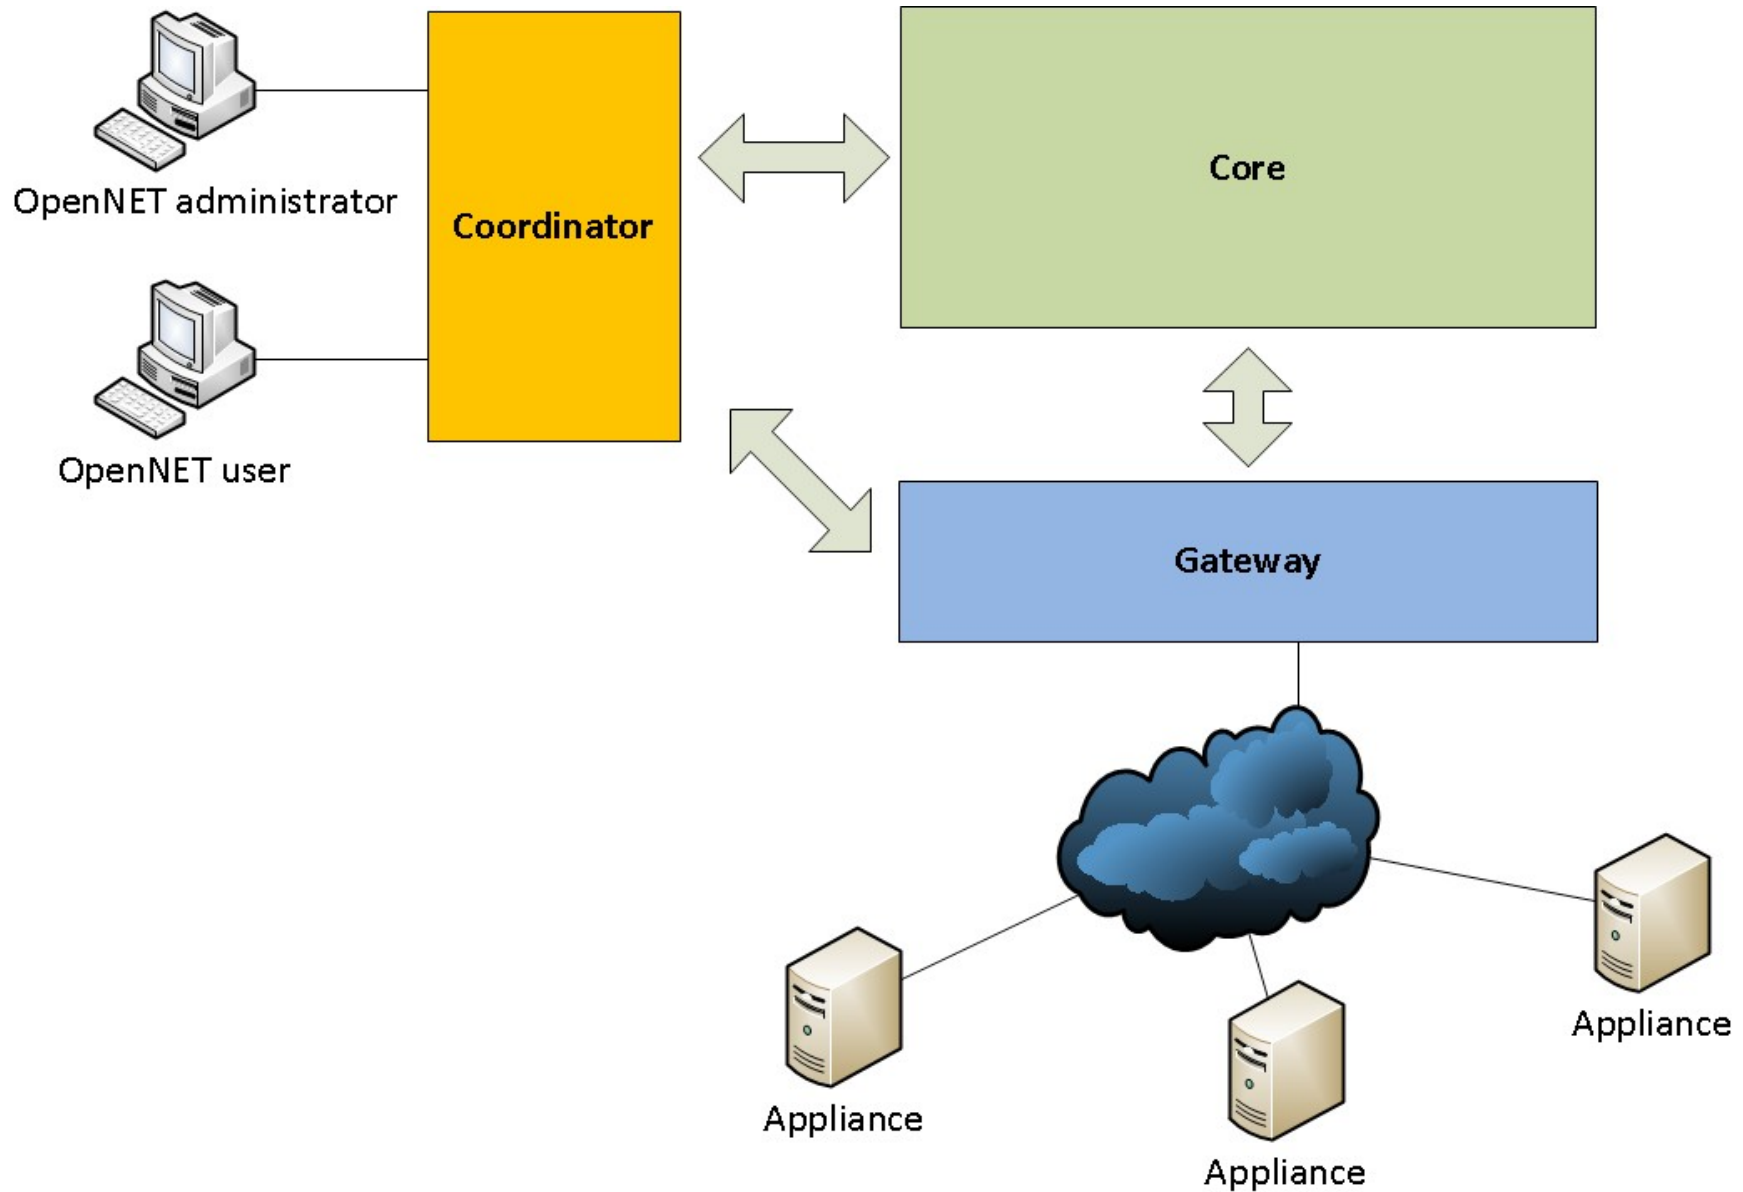 OpenNET administrator
Coordinator
Core
OpenNET user
Gateway
Appliance
Appliance
Appliance